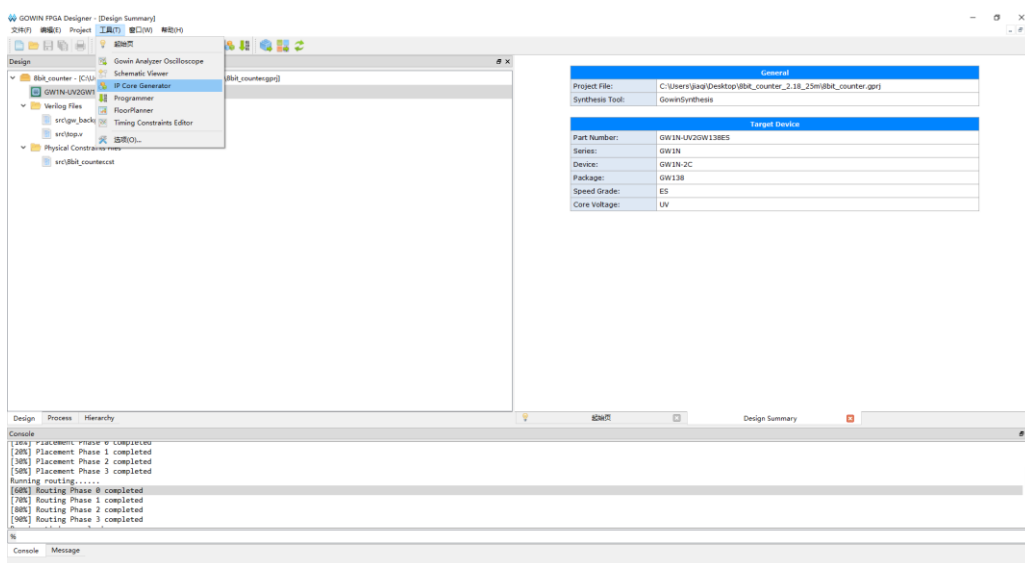 GOWIN FPGA Designer - [Design Summary]
文件(F) 编辑(E) Project 工具(T) 窗口(W) 帮助(H)
起始页
Gowin Analyzer Oscilloscope
Schematic Viewer
IP Core Generator
Programmer
FloorPlanner
Timing Constraints Editor
选项(O)...
Design
8bit_counter - [C:\U
8bit_counter.gprj]
GW1N-UV2GW1
Verilog Files
src\gw_back
src\top.v
Physical Constraints Files
src\8bit_counter.cst
General
Project File: C:\Users\jiaqi\Desktop\8bit_counter_2.18_25m\8bit_counter.gprj
Synthesis Tool: GowinSynthesis
Target Device
Part Number: GW1N-UV2GW138ES
Series: GW1N
Device: GW1N-2C
Package: GW138
Speed Grade: ES
Core Voltage: UV
Design Process Hierarchy
起始页 Design Summary
Console
[10%] Placement Phase 0 completed
[20%] Placement Phase 1 completed
[30%] Placement Phase 2 completed
[50%] Placement Phase 3 completed
Running routing......
[60%] Routing Phase 0 completed
[70%] Routing Phase 1 completed
[80%] Routing Phase 2 completed
[90%] Routing Phase 3 completed
%
Console Message